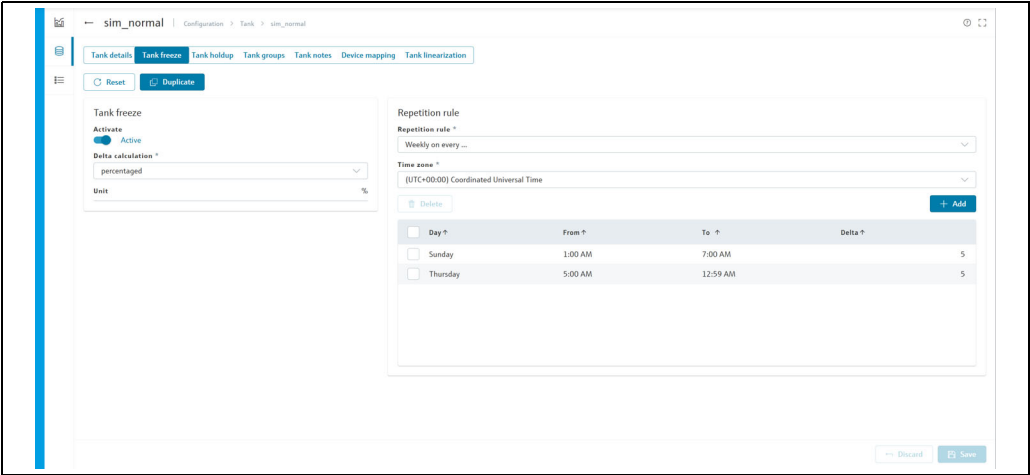 ← sim_normal | Configuration > Tank > sim_normal
Tank details Tank freeze Tank holdup Tank groups Tank notes Device mapping Tank linearization
Reset Duplicate
Tank freeze
Activate
Active
Delta calculation *
percentaged
Unit %
Repetition rule
Repetition rule *
Weekly on every ...
Time zone *
(UTC+00:00) Coordinated Universal Time
Delete + Add
Day ↑ From ↑ To ↑ Delta ↑
Sunday 1:00 AM 7:00 AM 5
Thursday 5:00 AM 12:59 AM 5
Discard Save